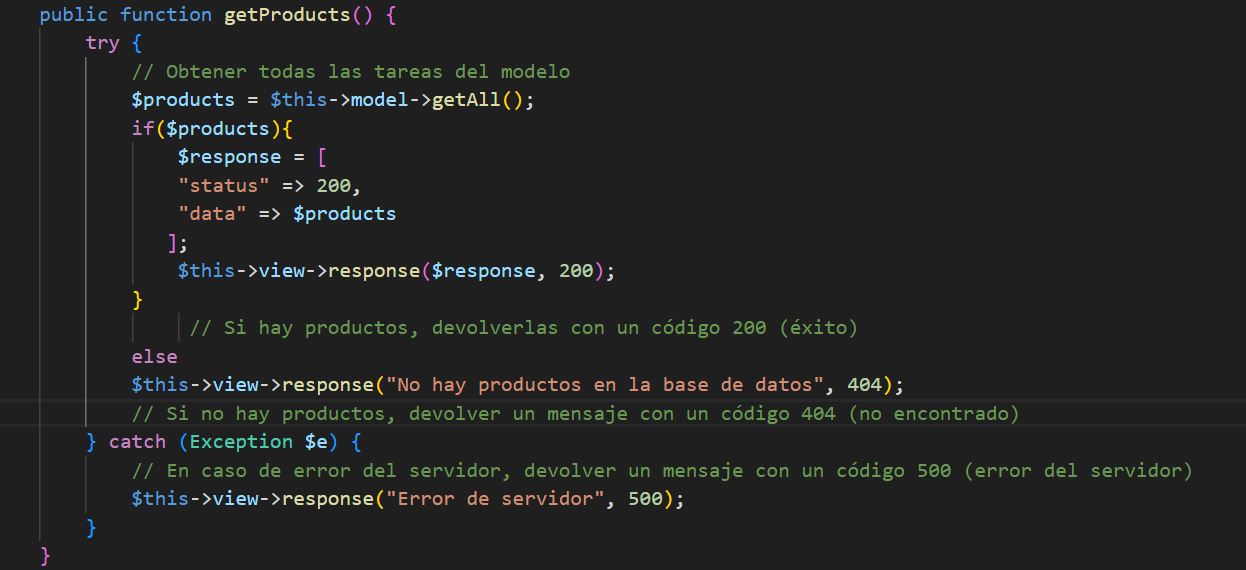 public function getProducts() {
try {
// Obtener todas las tareas del modelo
$products = $this->model->getAll();
if($products){
$response = [
"status" => 200,
"data" => $products
];
$this->view->response($response, 200);
}
// Si hay productos, devolverlas con un código 200 (éxito)
else
$this->view->response("No hay productos en la base de datos", 404);
// Si no hay productos, devolver un mensaje con un código 404 (no encontrado)
} catch (Exception $e) {
// En caso de error del servidor, devolver un mensaje con un código 500 (error del servidor)
$this->view->response("Error de servidor", 500);
}
}